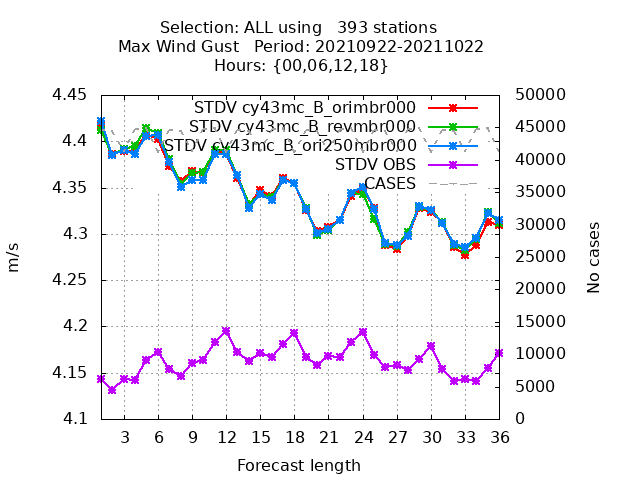 Selection: ALL using   393 stations
Max Wind Gust   Period: 20210922-20211022
Hours: {00,06,12,18}
4.45
4.4
4.35
4.3
4.25
4.2
4.15
4.1
m/s
STDV cy43mc_B_orimbr000
STDV cy43mc_B_revmbr000
STDV cy43mc_B_ori250hmbr000
STDV OBS
CASES
50000
45000
40000
35000
30000
25000
20000
15000
10000
5000
0
No cases
3 6 9 12 15 18 21 24 27 30 33 36
Forecast length